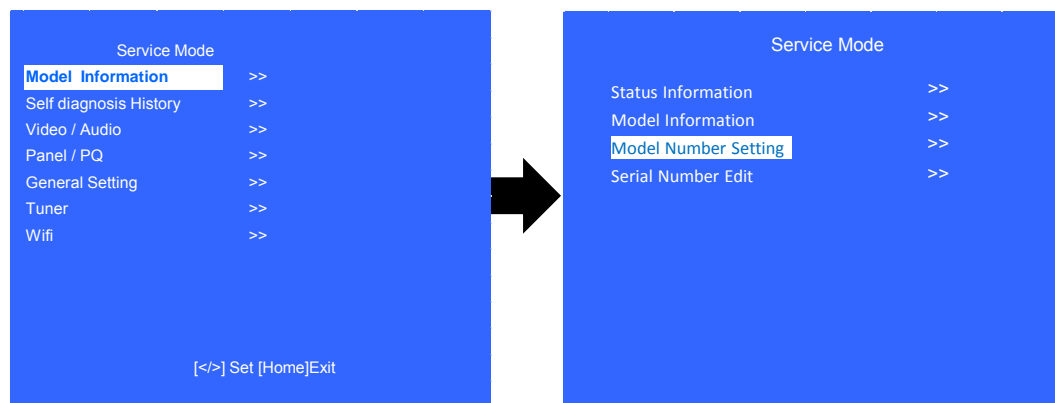 Service Mode
Model Information >>
Self diagnosis History >>
Video / Audio >>
Panel / PQ >>
General Setting >>
Tuner >>
Wifi >>
[</>] Set [Home]Exit
Service Mode
Status Information >>
Model Information >>
Model Number Setting >>
Serial Number Edit >>